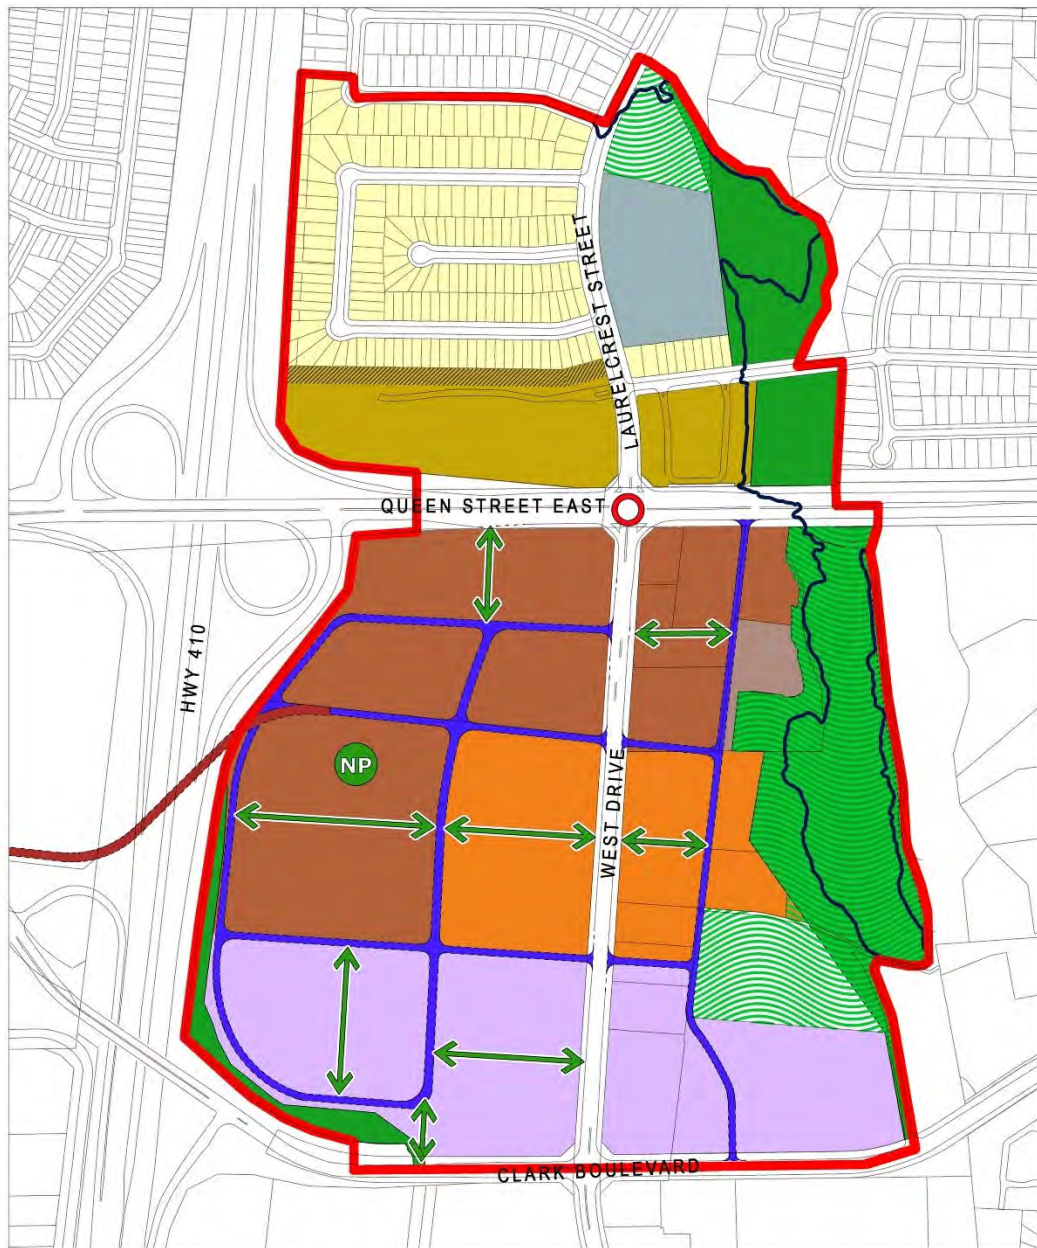 LAURELCREST STREET
QUEEN STREET EAST
HWY 410
NP
WEST DRIVE
CLARK BOULEVARD